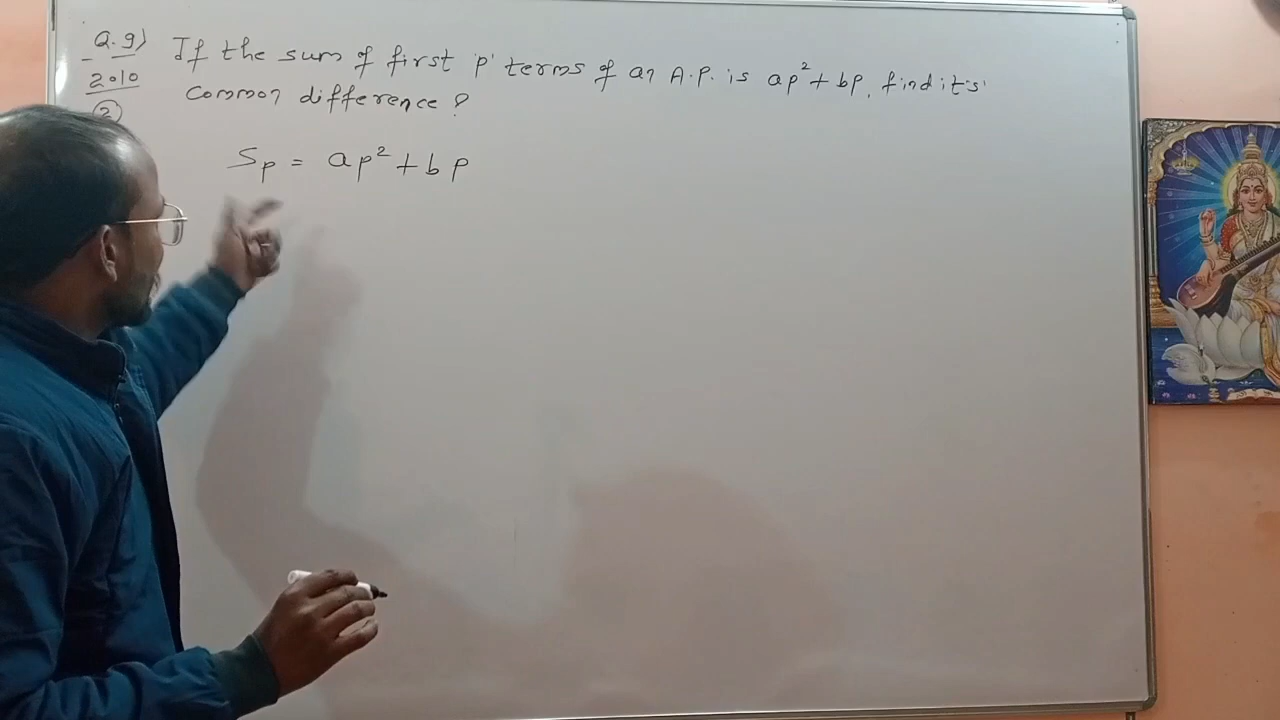 Q.9) If the sum of first 'p' terms of an A.P. is ap²+bp, find it's
2010 common difference?
(2)
Sp = ap²+bp